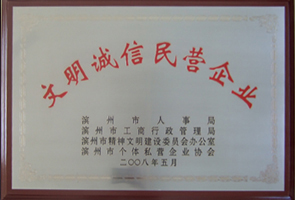 文明诚信民营企业
滨州市人事局
滨州市工商行政管理局
滨州市精神文明建设委员会办公室
滨州市个体私营企业协会
二〇〇八年五月